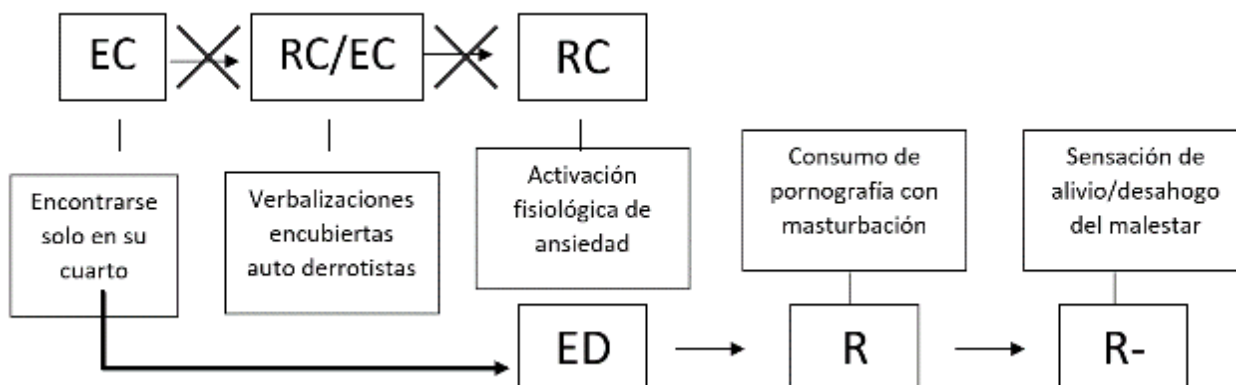 EC
RC/EC
RC
Encontrarse
solo en su
cuarto
Verbalizaciones
encubiertas
auto derrotistas
Activación
fisiológica de
ansiedad
Consumo de
pornografía con
masturbación
Sensación de
alivio/desahogo
del malestar
ED
R
R-